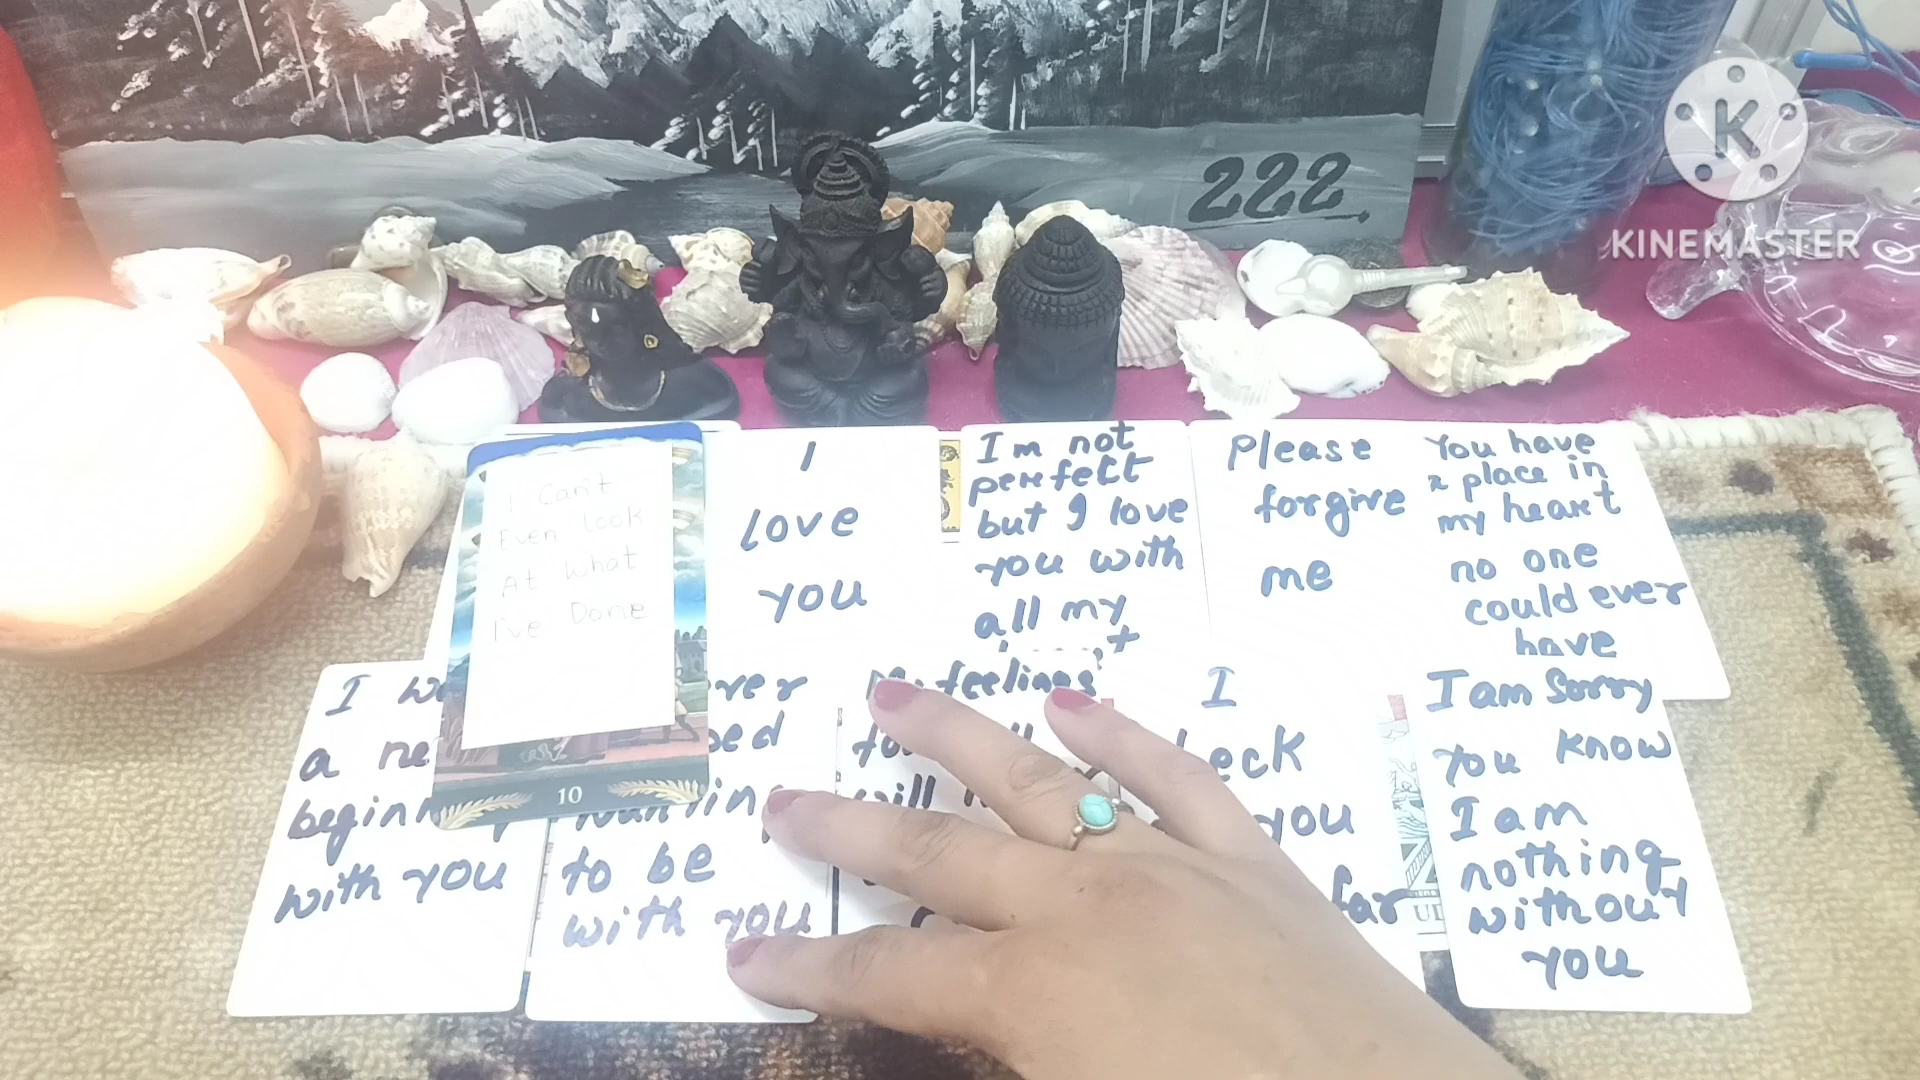 222
K
KINEMASTER
I Can't
Even Look
At What
I've Done
10
I
love
you
I'm not
perfect
but I love
you with
all my
Please
forgive
me
You have
a place in
my heart
no one
could ever
have
I
a
with you
to be
with you
feelings
will
I
you
far
I am Sorry
you know
I am
nothing
without
you